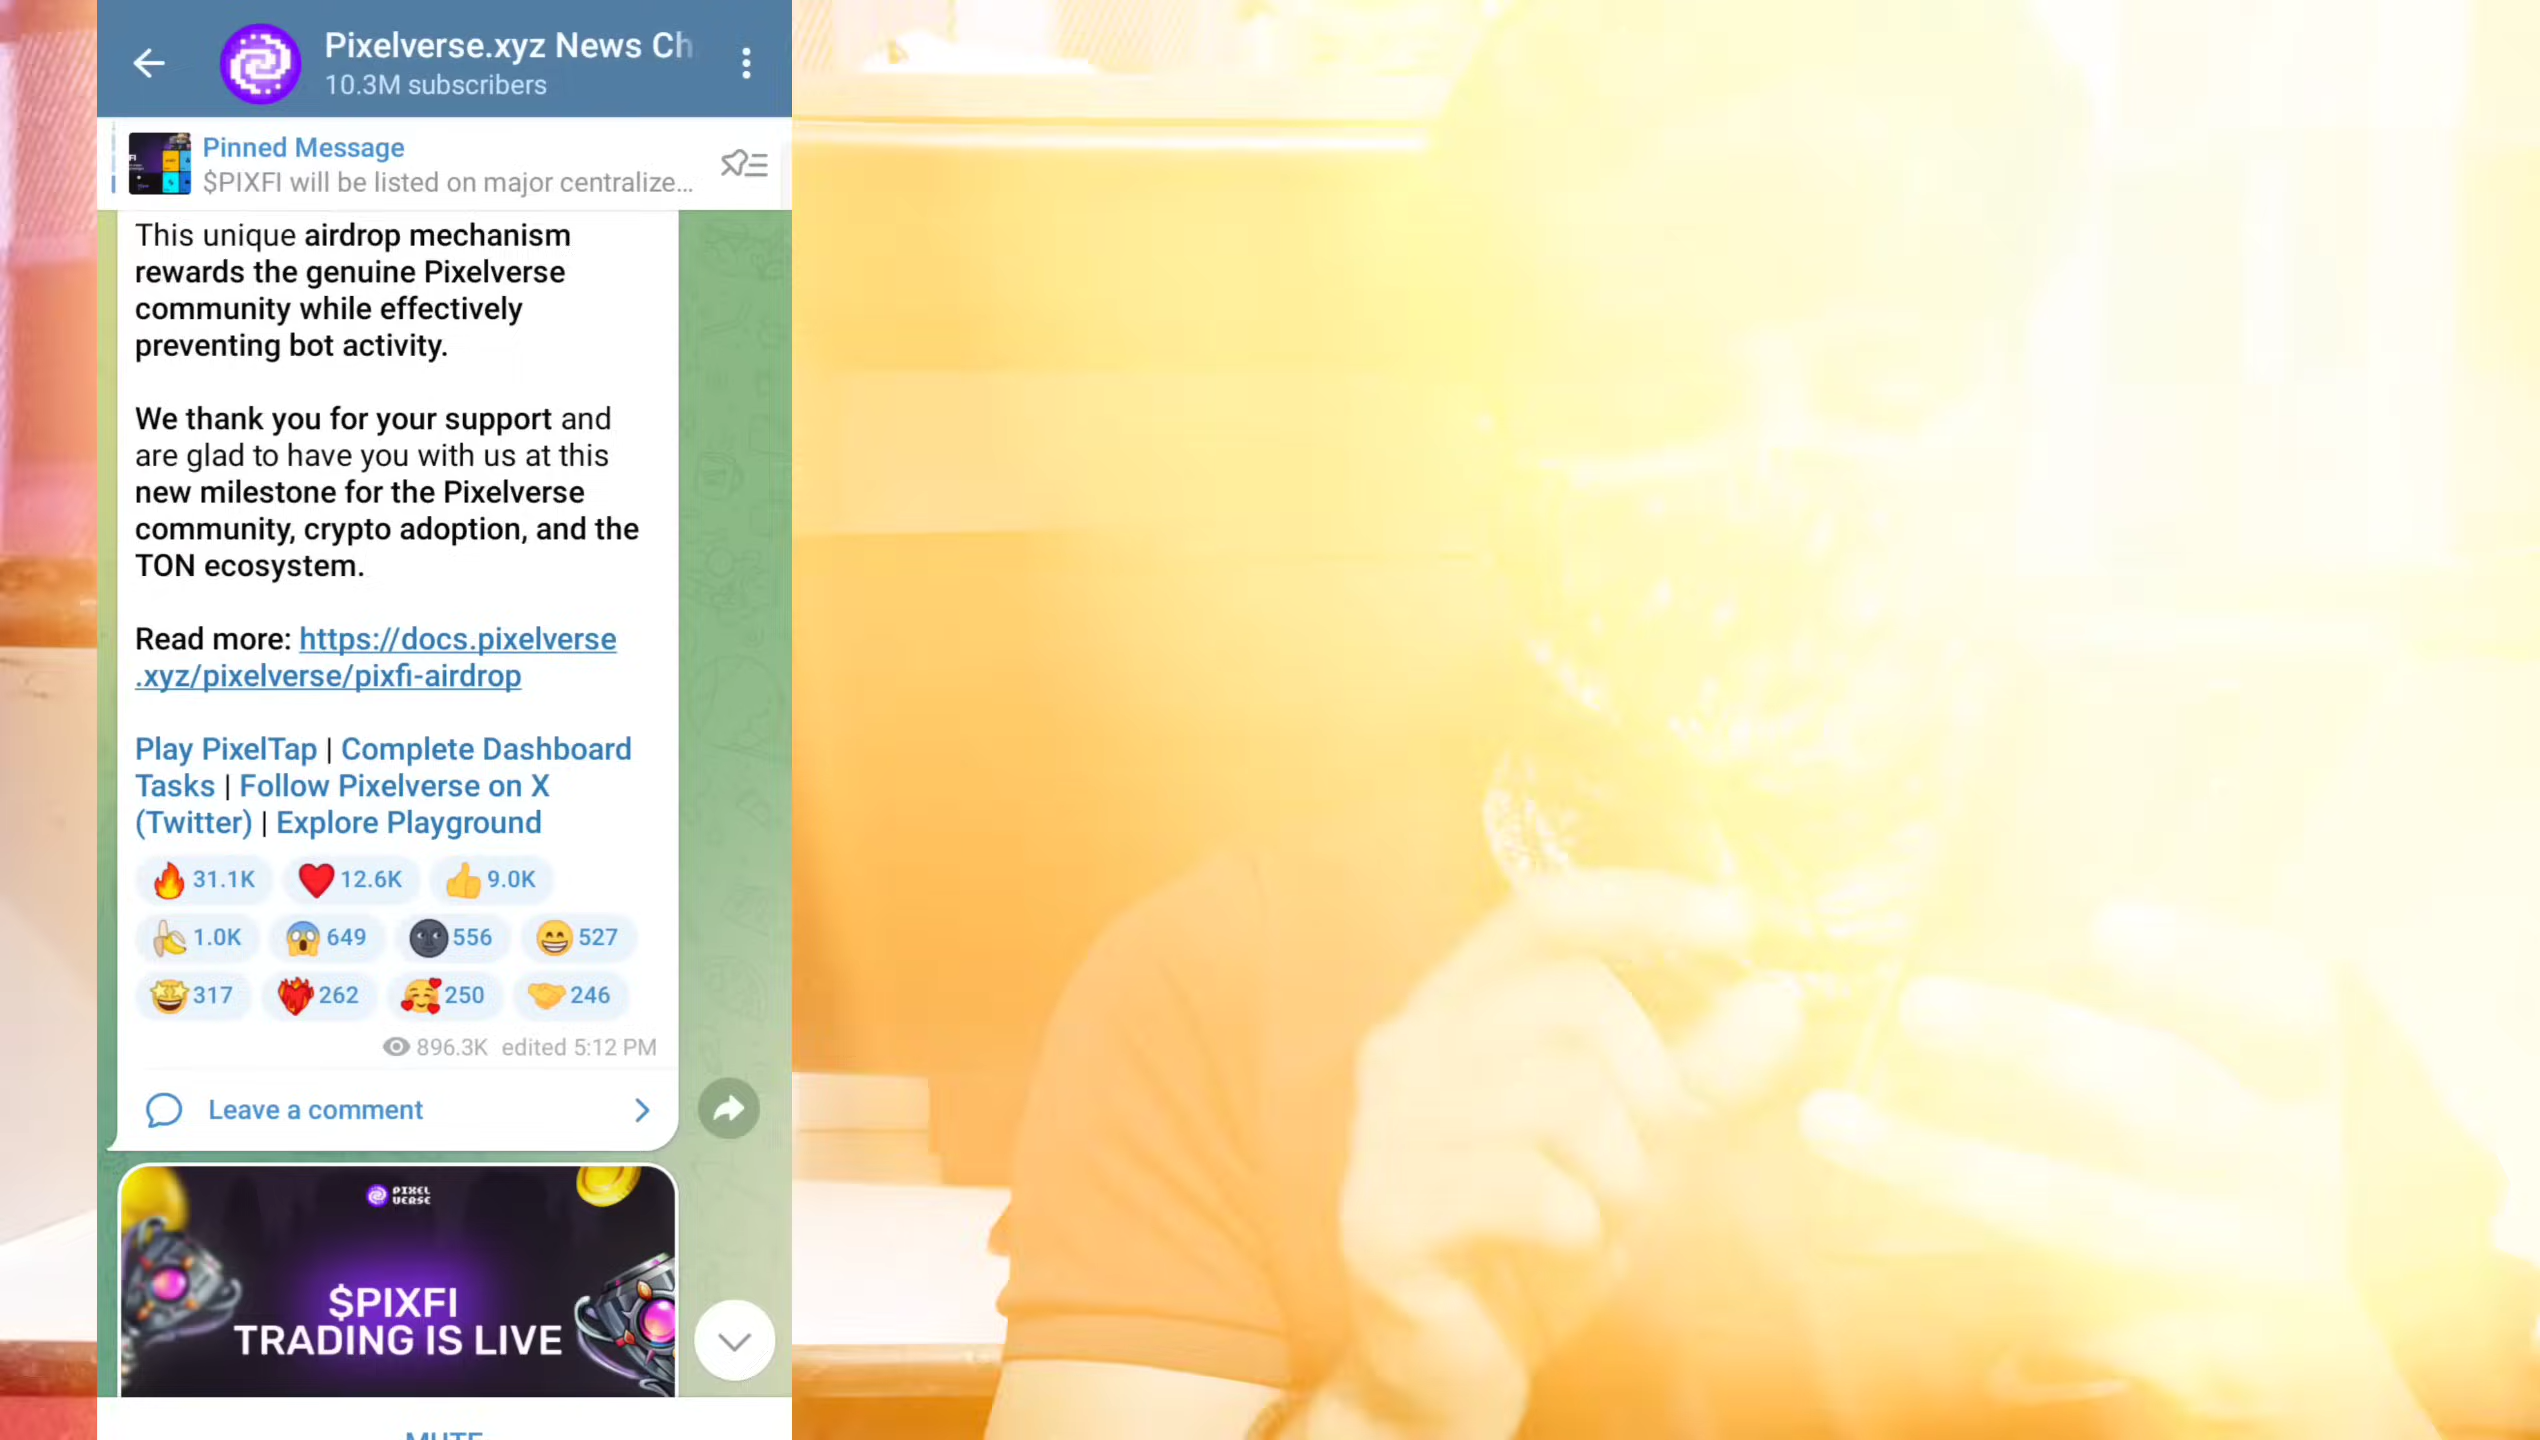 Pixelverse.xyz News Ch
10.3M subscribers
Pinned Message
$PIXFI will be listed on major centralize...
This unique airdrop mechanism
rewards the genuine Pixelverse
community while effectively
preventing bot activity.
We thank you for your support and
are glad to have you with us at this
new milestone for the Pixelverse
community, crypto adoption, and the
TON ecosystem.
Read more: https://docs.pixelverse
.xyz/pixelverse/pixfi-airdrop
Play PixelTap | Complete Dashboard
Tasks | Follow Pixelverse on X
(Twitter) | Explore Playground
31.1K 12.6K 9.0K
1.0K 649 556 527
317 262 250 246
896.3K edited 5:12 PM
Leave a comment
PIXEL
VERSE
$PIXFI
TRADING IS LIVE
MUTE